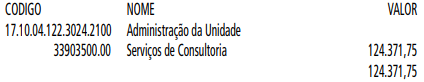 CODIGO NOME VALOR
17.10.04.122.3024.2100 Administração da Unidade
33903500.00 Serviços de Consultoria 124.371,75
124.371,75